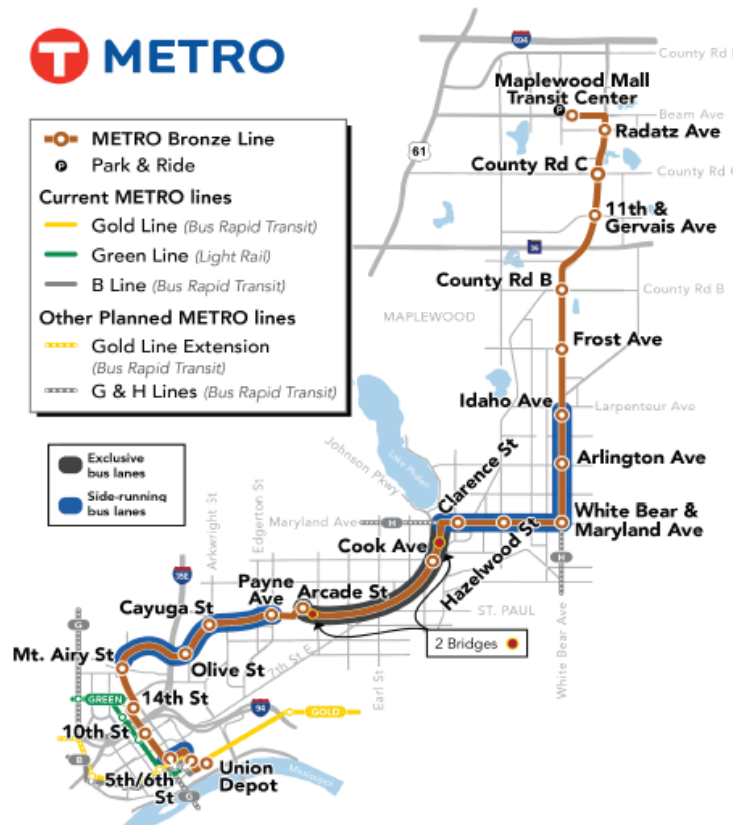 T METRO
METRO Bronze Line
P Park & Ride
Current METRO lines
Gold Line (Bus Rapid Transit)
Green Line (Light Rail)
B Line (Bus Rapid Transit)
Other Planned METRO lines
Gold Line Extension
(Bus Rapid Transit)
G & H Lines (Bus Rapid Transit)
Exclusive
bus lanes
Side-running
bus lanes
694
County Rd
Maplewood Mall
Transit Center
P
Beam Ave
Radatz Ave
61
County Rd C
County Rd
11th &
Gervais Ave
36
County Rd B
County Rd B
MAPLEWOOD
Frost Ave
Idaho Ave
Larpenteur Ave
Johnson Pkwy
Lake Phalen
Clarence St
Arlington Ave
Arkwright St
Edgerton St
Maryland Ave
H
White Bear &
Maryland Ave
Cook Ave
Hazelwood St
H
35E
Payne
Ave
Arcade St
Cayuga St
ST. PAUL
G
2 Bridges
Mt. Airy St
Olive St
7th St E
Earl St
White Bear Ave
GREEN
14th St
94
GOLD
10th St
B
5th/6th
St
Union
Depot
Mississippi
G